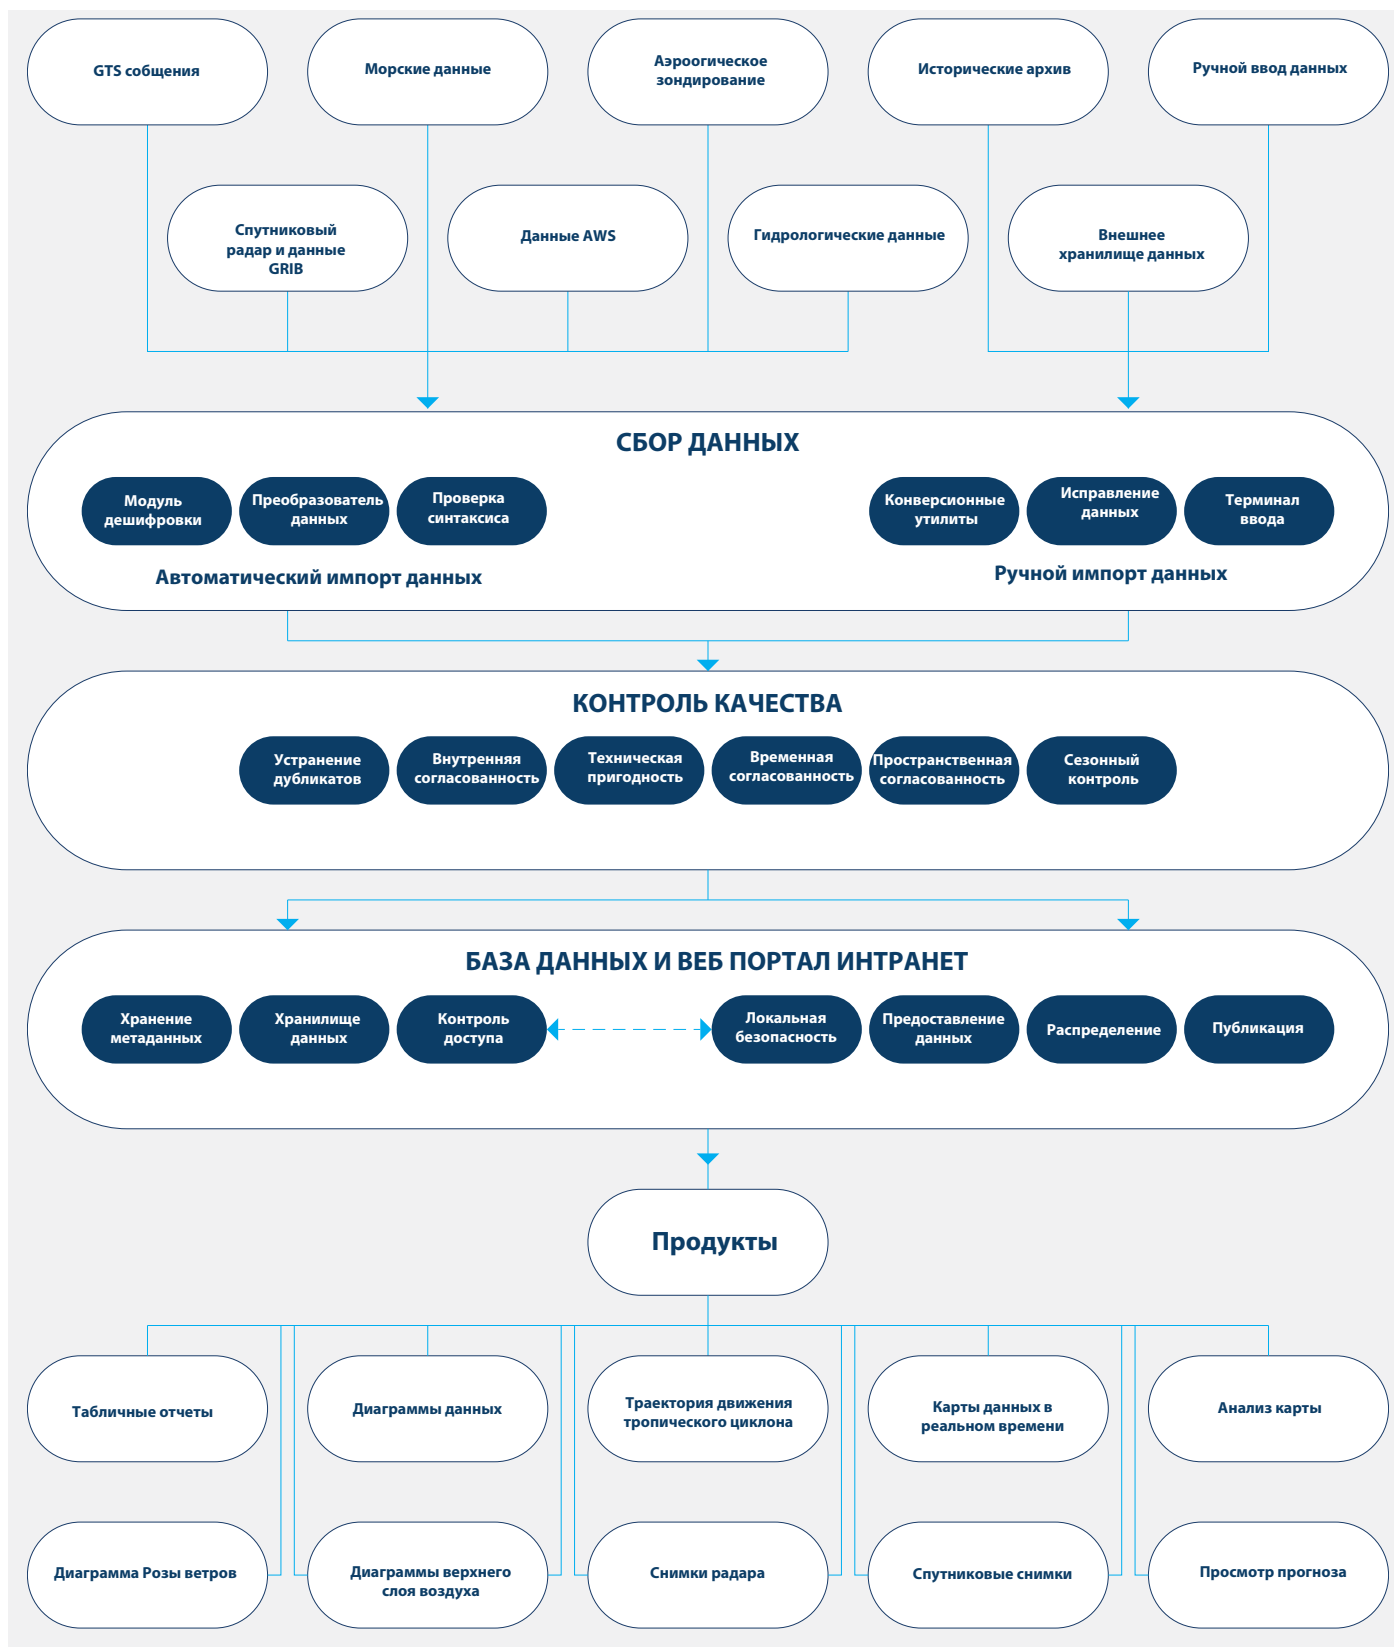 GTS собщения
Морские данные
Аэроогическое
зондирование
Исторические архив
Ручной ввод данных
Спутниковый
радар и данные
GRIB
Данные AWS
Гидрологические данные
Внешнее
хранилище данных
СБОР ДАННЫХ
Модуль
дешифровки
Преобразователь
данных
Проверка
синтаксиса
Конверсионные
утилиты
Исправление
данных
Терминал
ввода
Автоматический импорт данных
Ручной импорт данных
КОНТРОЛЬ КАЧЕСТВА
Устранение
дубликатов
Внутренняя
согласованность
Техническая
пригодность
Временная
согласованность
Пространственная
согласованность
Сезонный
контроль
БАЗА ДАННЫХ И ВЕБ ПОРТАЛ ИНТРАНЕТ
Хранение
метаданных
Хранилище
данных
Контроль
доступа
Локальная
безопасность
Предоставление
данных
Распределение
Публикация
Продукты
Табличные отчеты
Диаграммы данных
Траектория движения
тропического циклона
Карты данных в
реальном времени
Анализ карты
Диаграмма Розы ветров
Диаграммы верхнего
слоя воздуха
Снимки радара
Спутниковые снимки
Просмотр прогноза